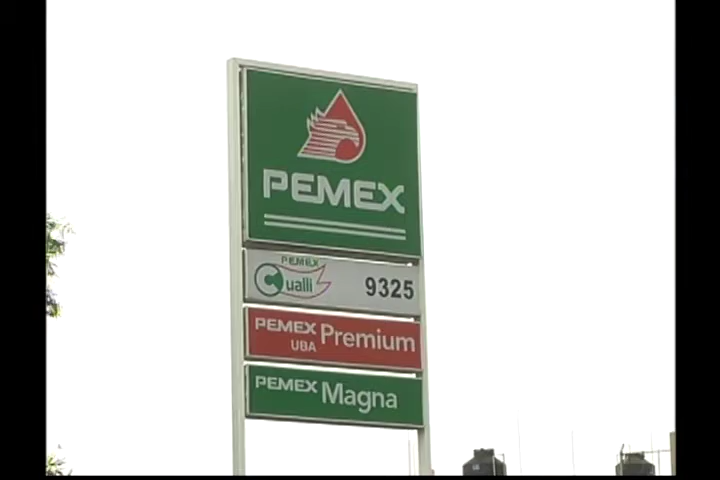 PEMEX
PEMEX
Cualli 9325
PEMEX Premium
UBA
PEMEX Magna